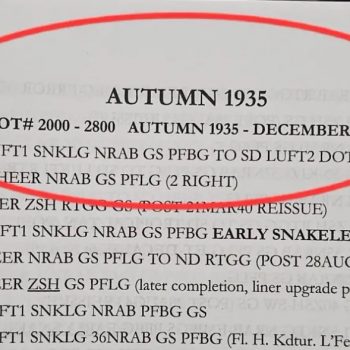 AUTUMN 1935
OT# 2000 - 2800 AUTUMN 1935 - DECEMBER
FT1 SNKLG NRAB GS PFBG TO SD LUFT2 DOT
HEER NRAB GS PFLG (2 RIGHT)
ER ZSH RTGG GS (POST 21MAR40 REISSUE)
FT1 SNKLG NRAB GS PFBG EARLY SNAKELE
ER NRAB GS PFLG TO ND RTGG (POST 28AUG
ER ZSH GS PFLG (later completion, liner upgrade p
FT1 SNKLG NRAB PFBG GS
FT1 SNKLG 36NRAB GS PFBG (Fl. H. Kdtur. L'Fe